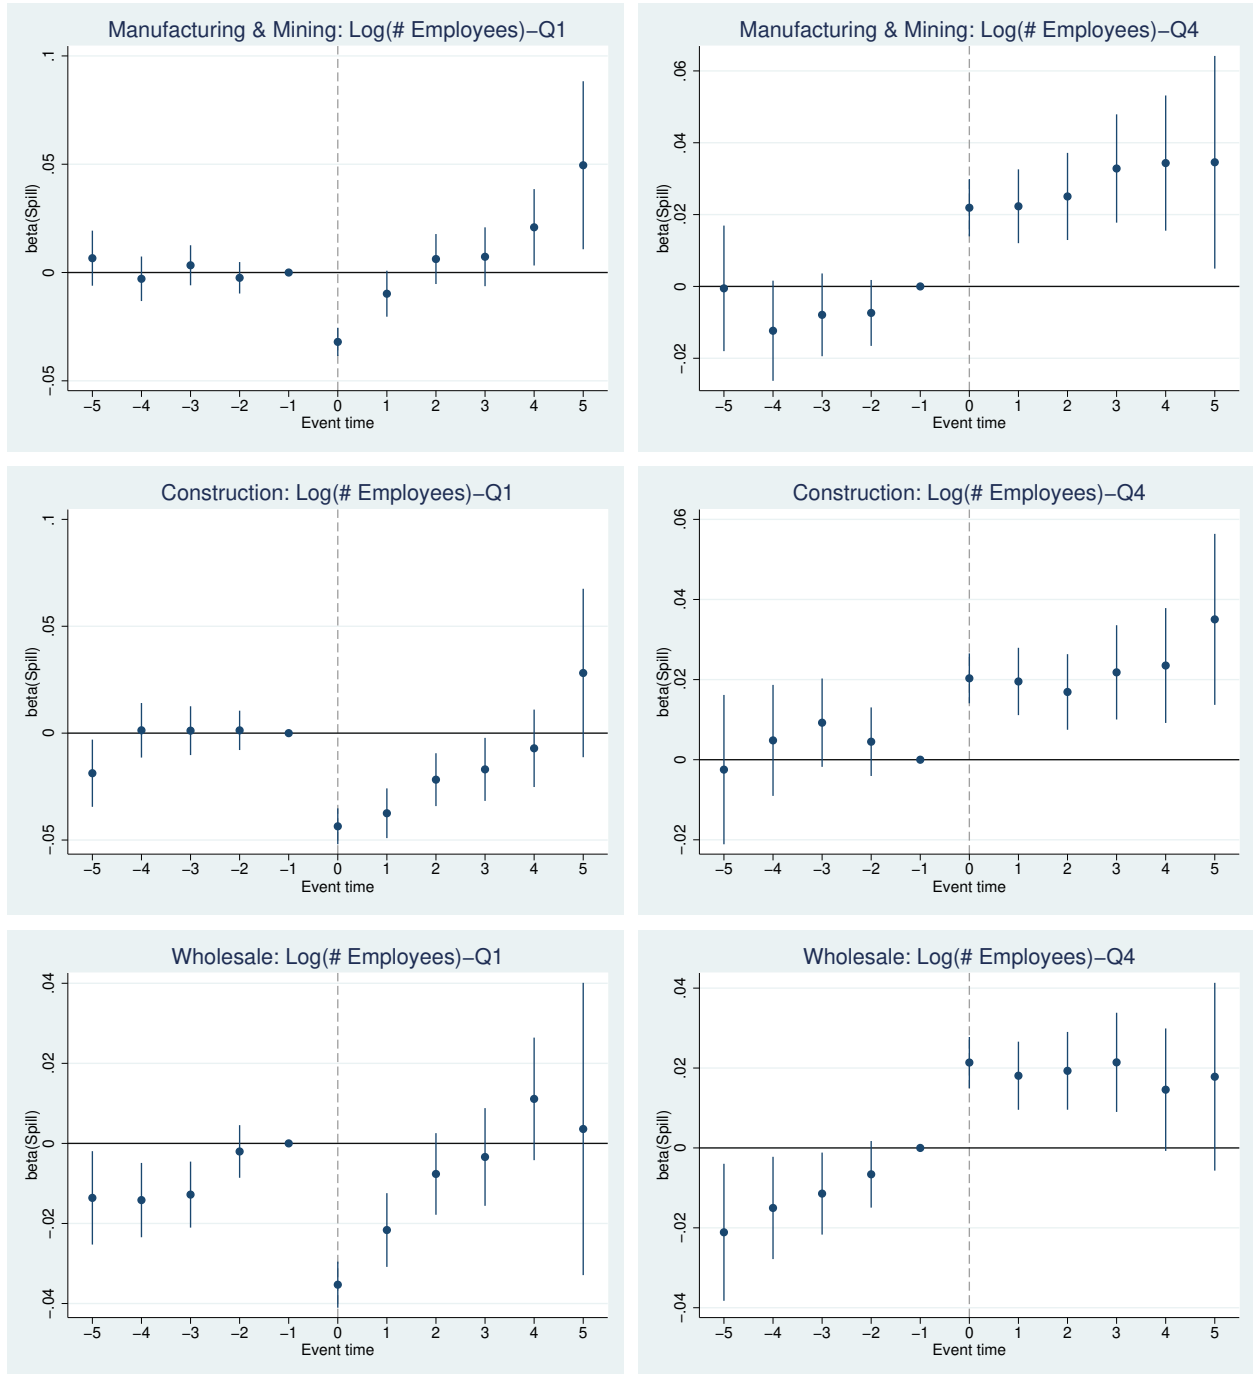 Manufacturing & Mining: Log(# Employees)−Q1
.1
.05
0
−.05
beta(Spill)
−5 −4 −3 −2 −1 0 1 2 3 4 5
Event time
Manufacturing & Mining: Log(# Employees)−Q4
.06
.04
.02
0
−.02
beta(Spill)
−5 −4 −3 −2 −1 0 1 2 3 4 5
Event time
Construction: Log(# Employees)−Q1
.1
.05
0
−.05
beta(Spill)
−5 −4 −3 −2 −1 0 1 2 3 4 5
Event time
Construction: Log(# Employees)−Q4
.06
.04
.02
0
−.02
beta(Spill)
−5 −4 −3 −2 −1 0 1 2 3 4 5
Event time
Wholesale: Log(# Employees)−Q1
.04
.02
0
−.02
−.04
beta(Spill)
−5 −4 −3 −2 −1 0 1 2 3 4 5
Event time
Wholesale: Log(# Employees)−Q4
.04
.02
0
−.02
−.04
beta(Spill)
−5 −4 −3 −2 −1 0 1 2 3 4 5
Event time